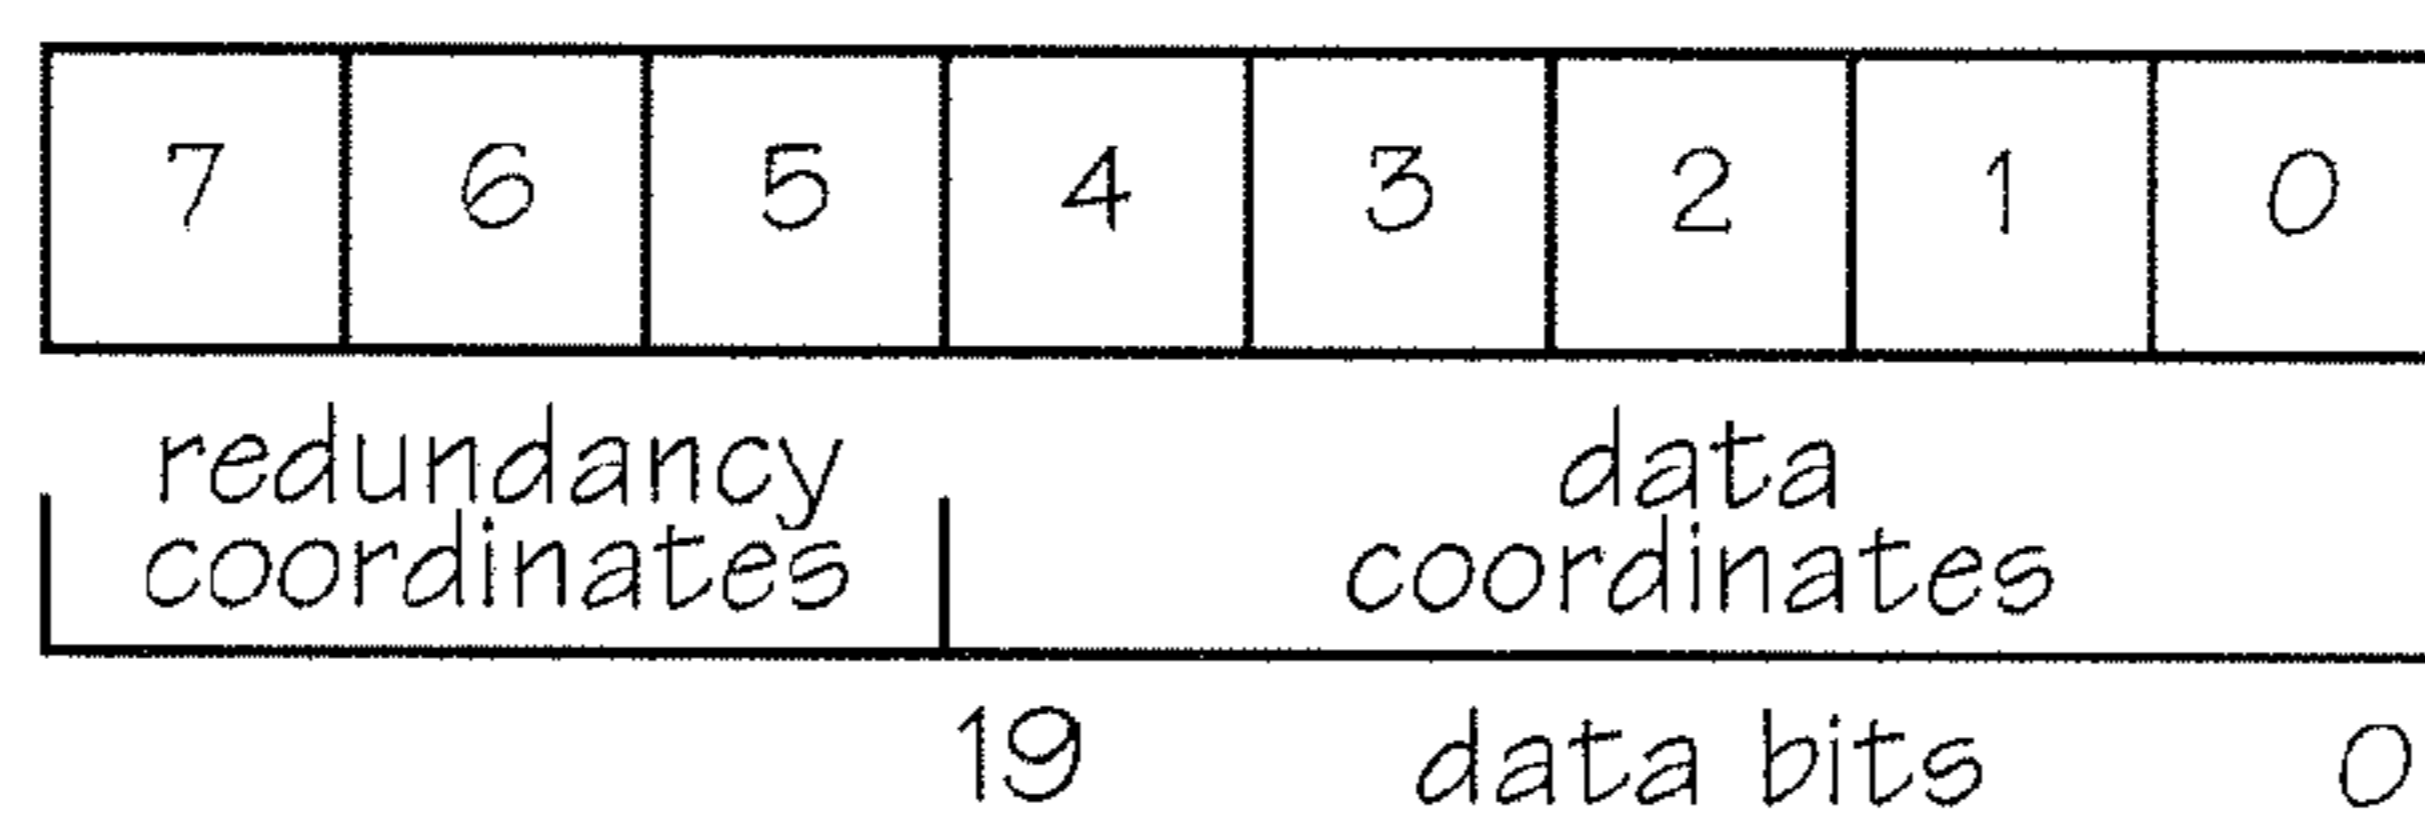 7 6 5 4 3 2 1 0
redundancy data
coordinates coordinates
19 data bits 0